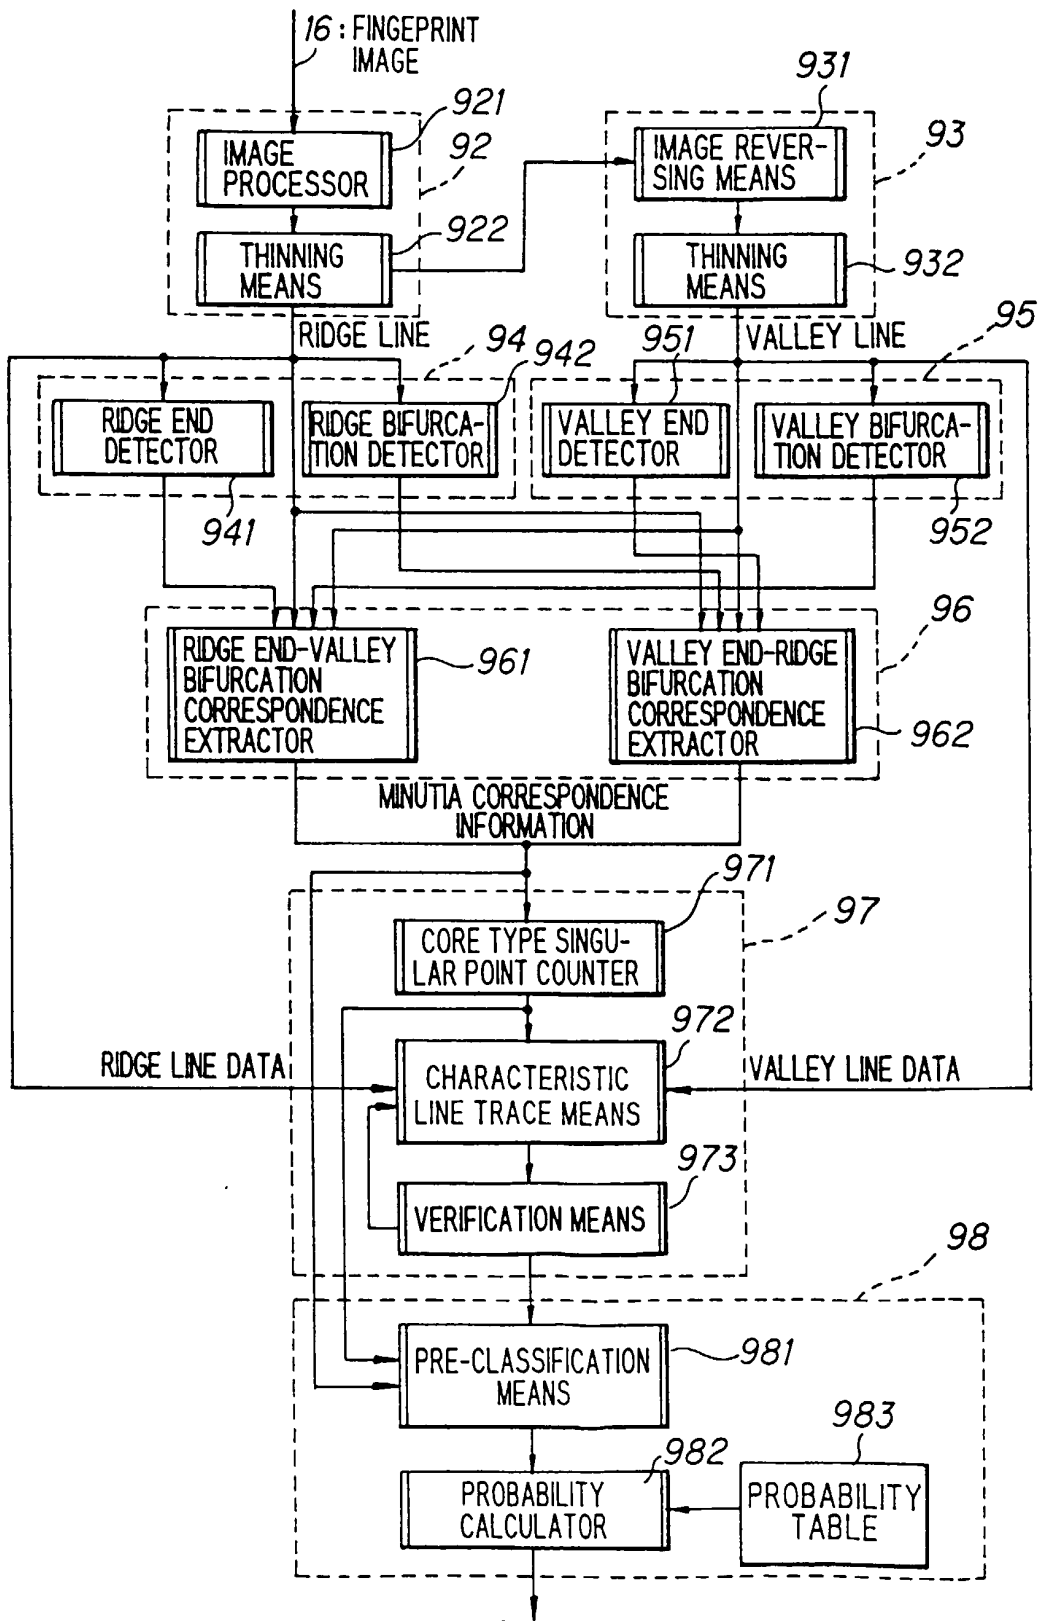 16: FINGEPRINT
IMAGE
921
92
IMAGE
PROCESSOR
922
THINNING
MEANS
931
93
IMAGE REVER-
SING MEANS
THINNING
MEANS
932
RIDGE LINE
VALLEY LINE
94
942
951
95
RIDGE END
DETECTOR
RIDGE BIFURCA-
TION DETECTOR
VALLEY END
DETECTOR
VALLEY BIFURCA-
TION DETECTOR
941
952
96
RIDGE END-VALLEY
BIFURCATION
CORRESPONDENCE
EXTRACTOR
961
VALLEY END-RIDGE
BIFURCATION
CORRESPONDENCE
EXTRACTOR
962
MINUTIA CORRESPONDENCE
INFORMATION
971
97
CORE TYPE SINGU-
LAR POINT COUNTER
972
RIDGE LINE DATA
CHARACTERISTIC
LINE TRACE MEANS
VALLEY LINE DATA
973
VERIFICATION MEANS
98
PRE-CLASSIFICATION
MEANS
981
982
983
PROBABILITY
CALCULATOR
PROBABILITY
TABLE